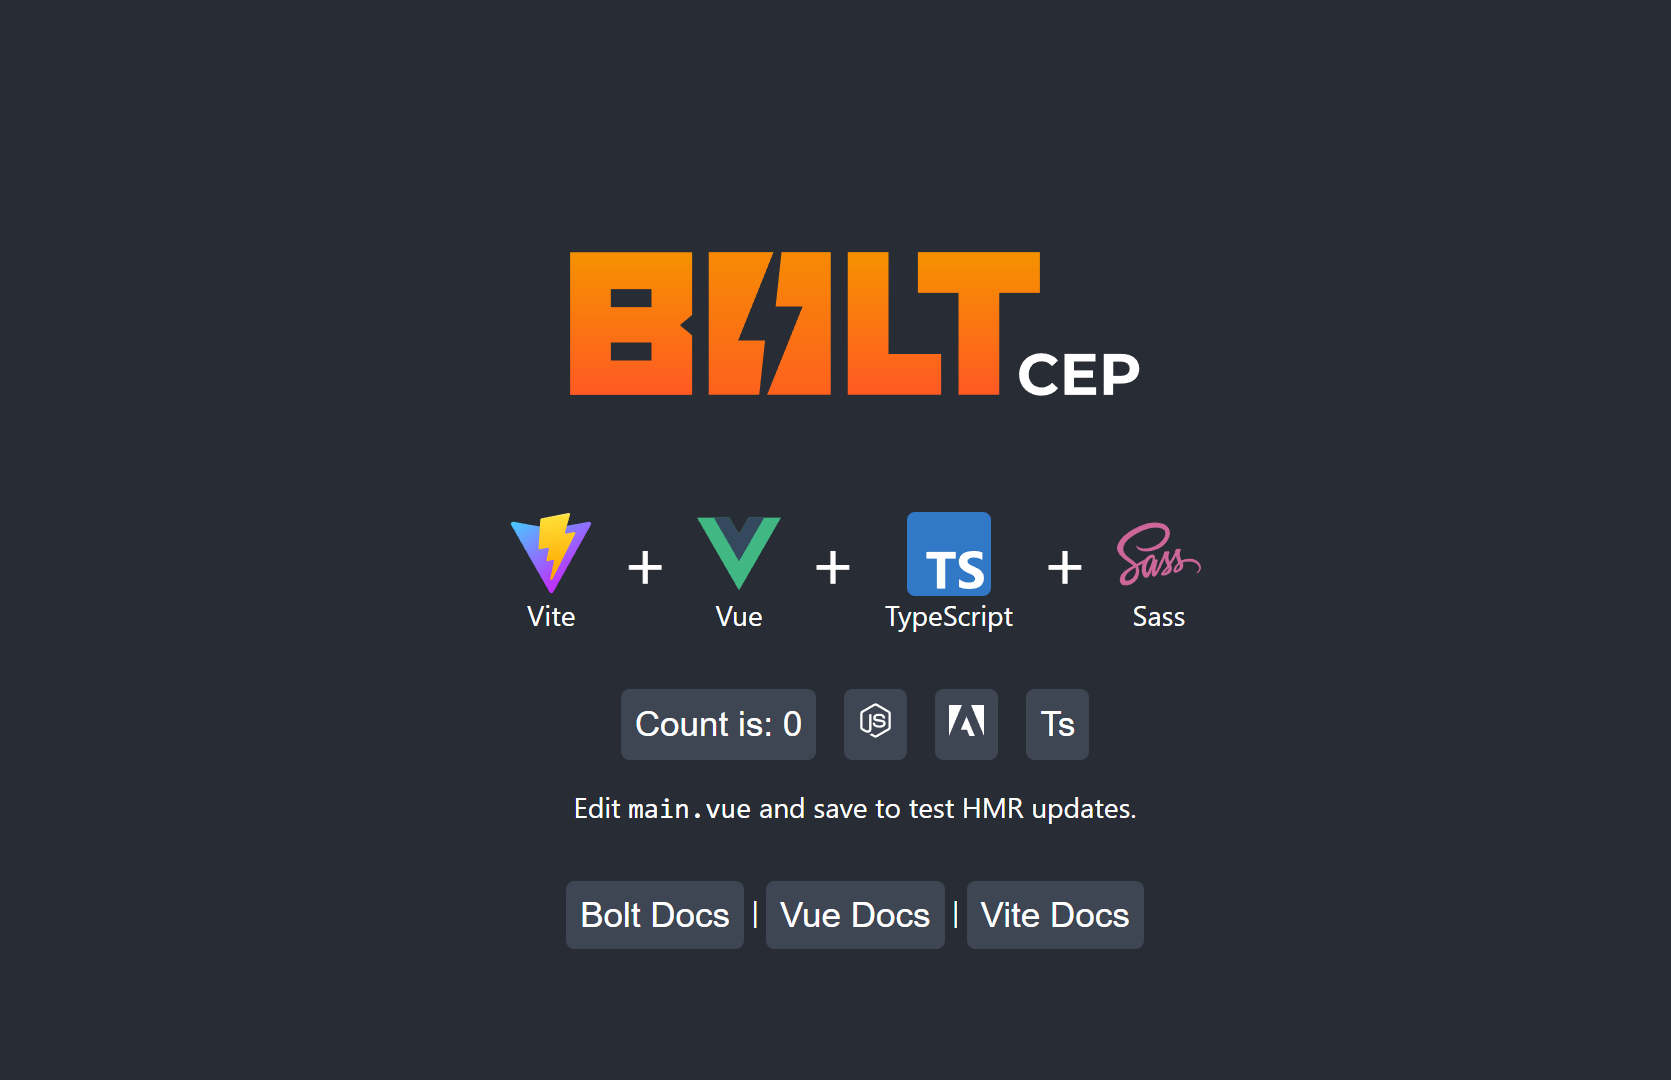 BOLT CEP
Vite + Vue + TypeScript + Sass
TS Sass
Count is: 0 JS Ts
Edit main.vue and save to test HMR updates.
Bolt Docs | Vue Docs | Vite Docs